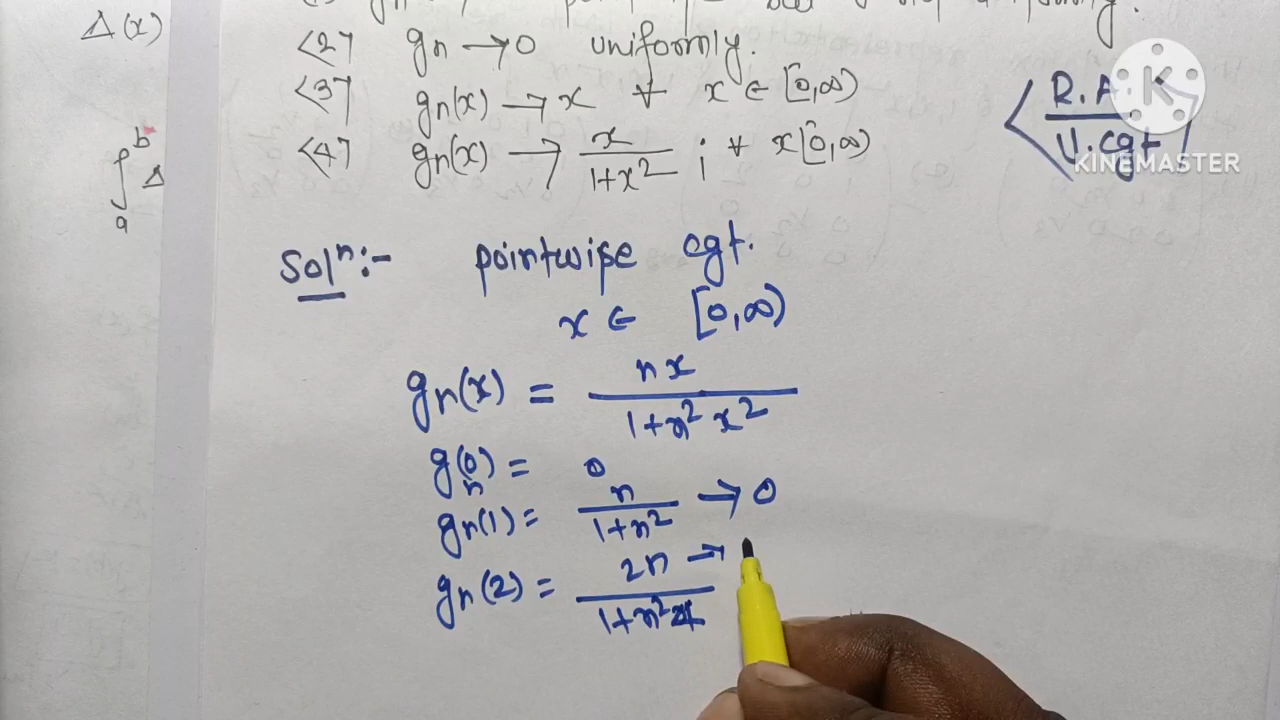 Δ(x)
<2> gn → 0 uniformly.
<3> gn(x) → x ∀ x ∈ [0,∞)
<4> gn(x) → x/1+x² ; ∀ x[0,∞)
R.A.
U.cgt
K
KINEMASTER
b
∫ Δ
a
Solⁿ:- pointwise cgt.
x ∈ [0,∞)
gn(x) = nx/1+n²x²
gn(0) = 0
gn(1) = n/1+n² → 0
gn(2) = 2n/1+n²4 →